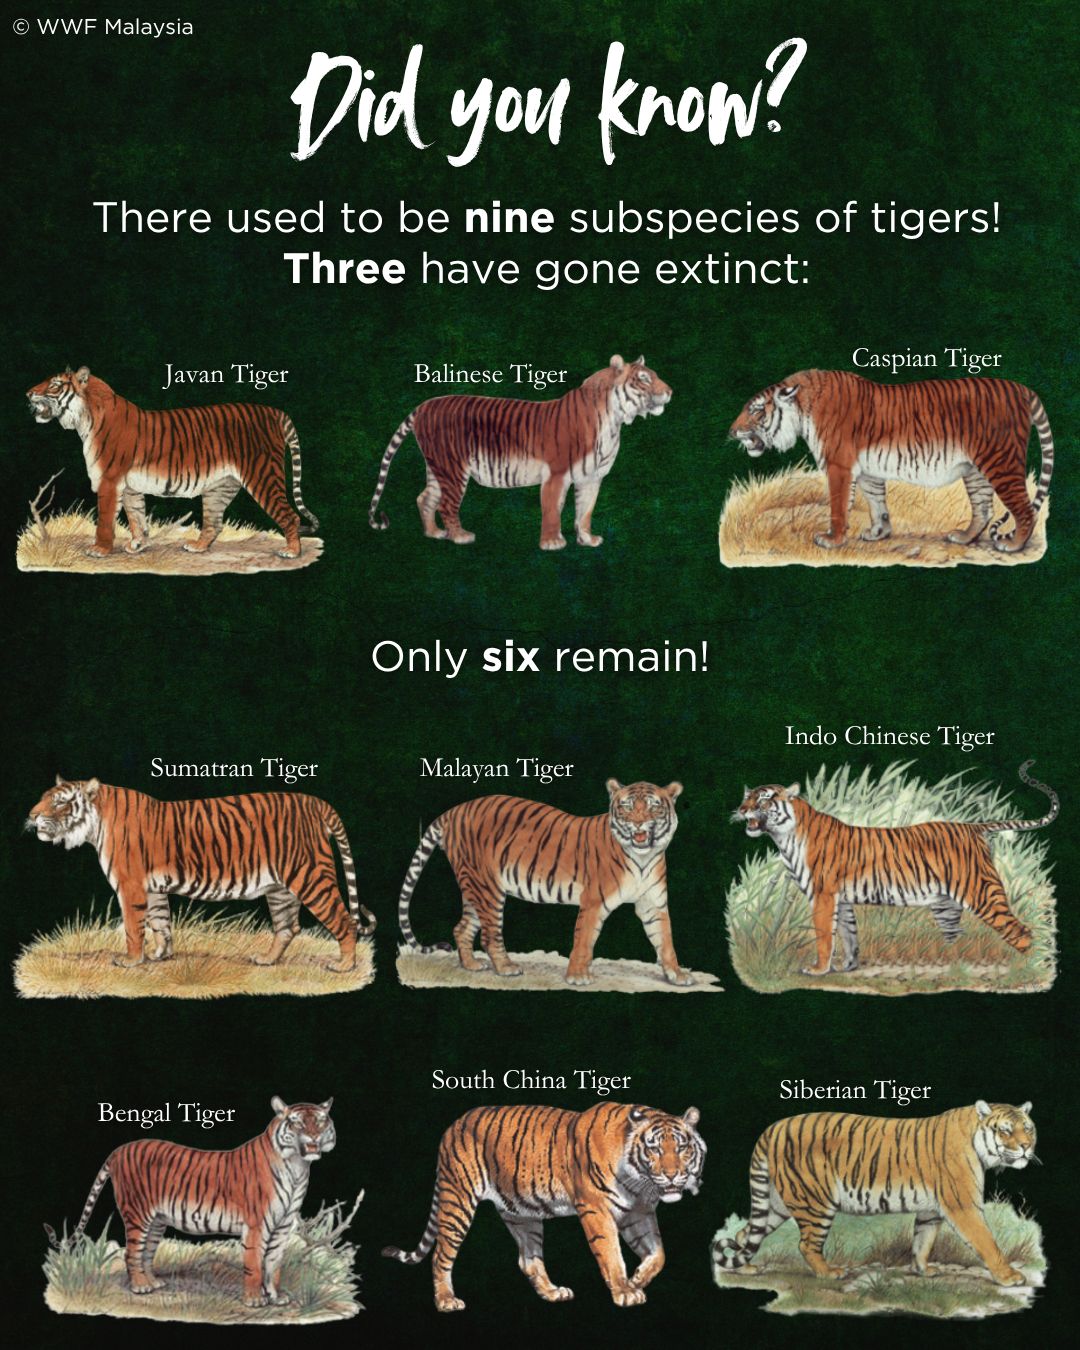 © WWF Malaysia
Did you know?
There used to be nine subspecies of tigers!
Three have gone extinct:
Javan Tiger
Balinese Tiger
Caspian Tiger
Only six remain!
Sumatran Tiger
Malayan Tiger
Indo Chinese Tiger
Bengal Tiger
South China Tiger
Siberian Tiger